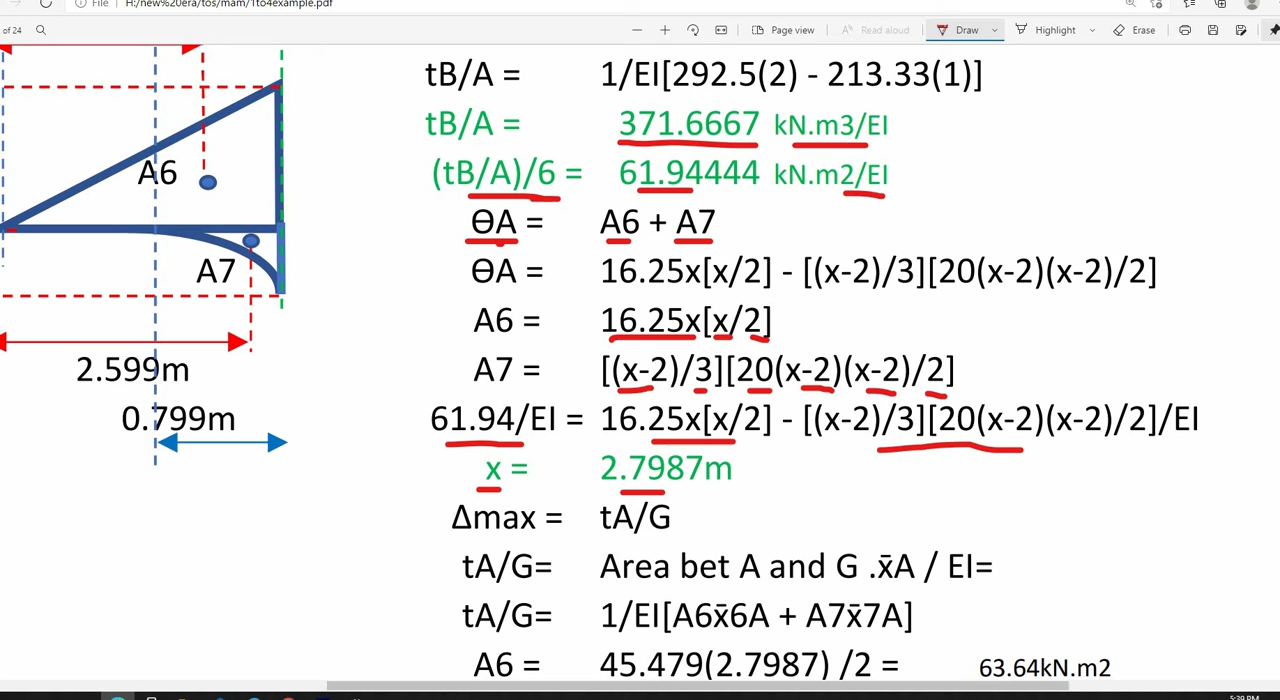 File H:/new%20era/tos/mam/1to4example.pdf
of 24
Page view
Read aloud
Draw
Highlight
Erase
A6
A7
2.599m
0.799m
tB/A = 1/EI[292.5(2) - 213.33(1)]
tB/A = 371.6667 kN.m3/EI
(tB/A)/6 = 61.94444 kN.m2/EI
ϴA = A6 + A7
ϴA = 16.25x[x/2] - [(x-2)/3][20(x-2)(x-2)/2]
A6 = 16.25x[x/2]
A7 = [(x-2)/3][20(x-2)(x-2)/2]
61.94/EI = 16.25x[x/2] - [(x-2)/3][20(x-2)(x-2)/2]/EI
x = 2.7987m
Δmax = tA/G
tA/G= Area bet A and G .x̄A / EI=
tA/G= 1/EI[A6x̄6A + A7x̄7A]
A6 = 45.479(2.7987) /2 = 63.64kN.m2